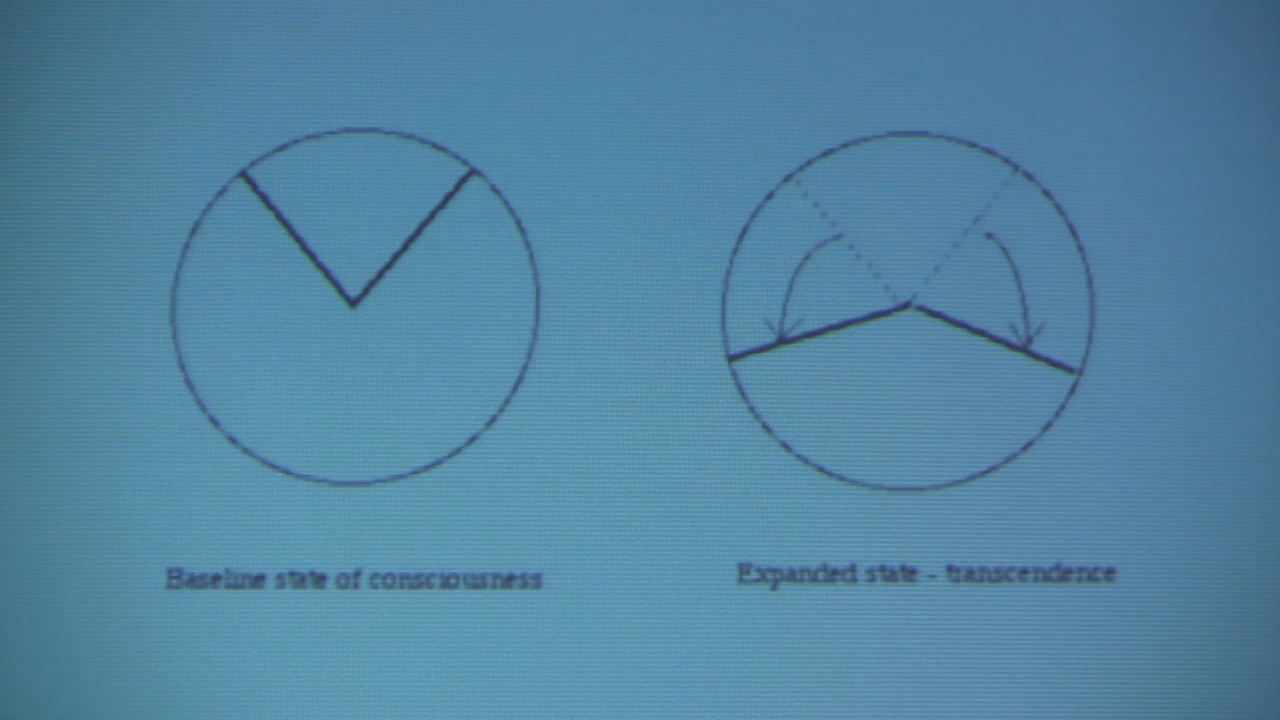 Baseline state of consciousness
Expanded state - transcendence